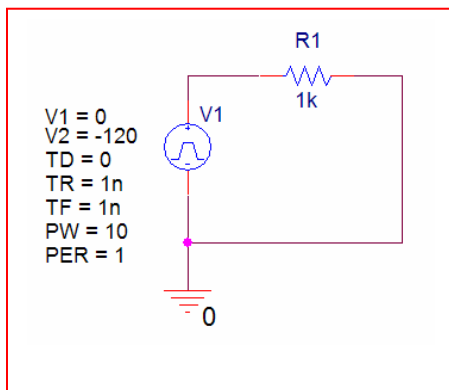 R1
1k
V1
V1 = 0
V2 = -120
TD = 0
TR = 1n
TF = 1n
PW = 10
PER = 1
0